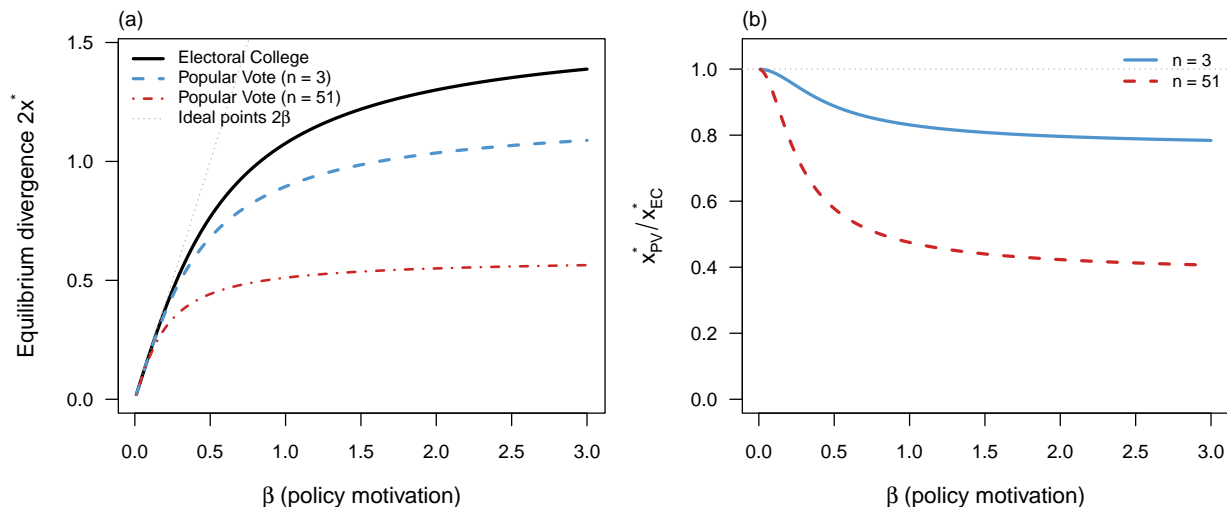 (a)
Equilibrium divergence 2x*
1.5
1.0
0.5
0.0
Electoral College
Popular Vote (n = 3)
Popular Vote (n = 51)
Ideal points 2β
0.0 0.5 1.0 1.5 2.0 2.5 3.0
β (policy motivation)
(b)
x*PV / x*EC
1.0
0.8
0.6
0.4
0.2
0.0
n = 3
n = 51
0.0 0.5 1.0 1.5 2.0 2.5 3.0
β (policy motivation)